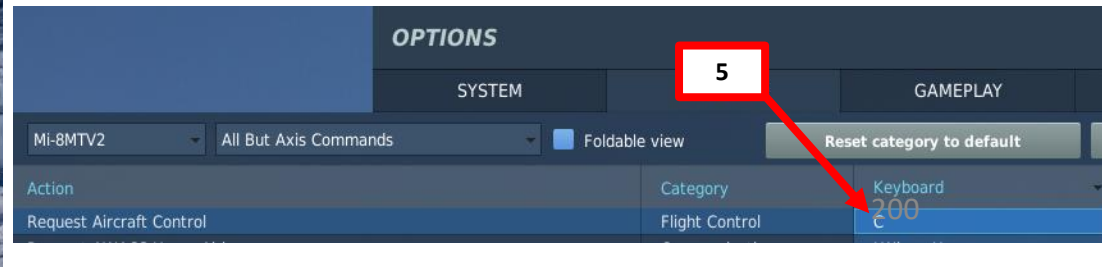 OPTIONS
5
SYSTEM
GAMEPLAY
Mi-8MTV2
All But Axis Commands
Foldable view
Reset category to default
Action
Category
Keyboard
Request Aircraft Control
Flight Control
C
200